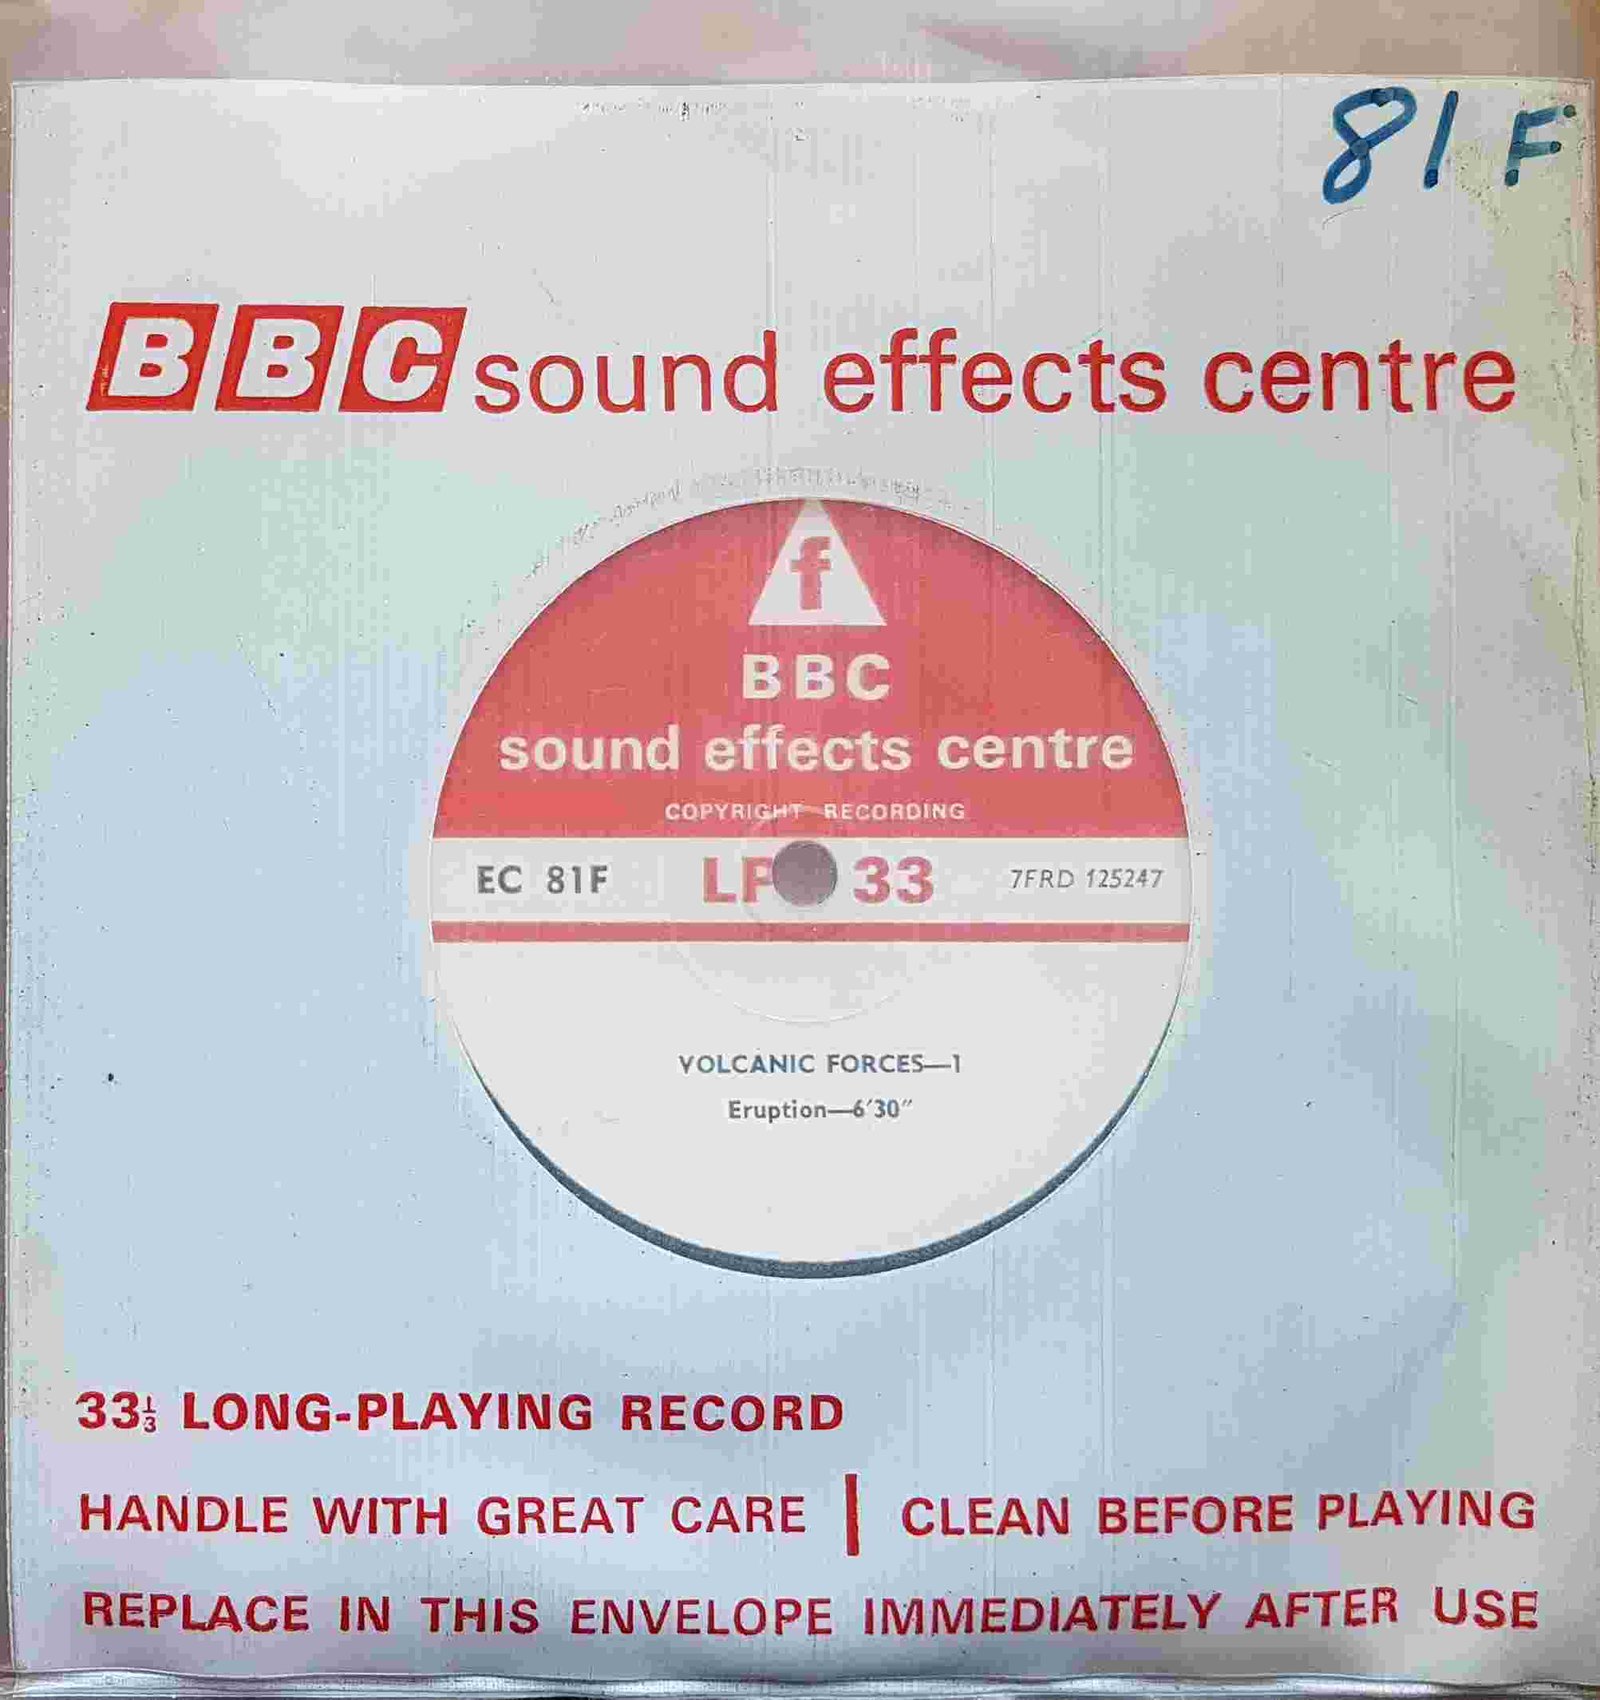 81F
BBC sound effects centre
f
BBC
sound effects centre
COPYRIGHT RECORDING
EC 81F LP 33 7FRD 125247
VOLCANIC FORCES—1
Eruption—6′30″
33⅓ LONG-PLAYING RECORD
HANDLE WITH GREAT CARE | CLEAN BEFORE PLAYING
REPLACE IN THIS ENVELOPE IMMEDIATELY AFTER USE